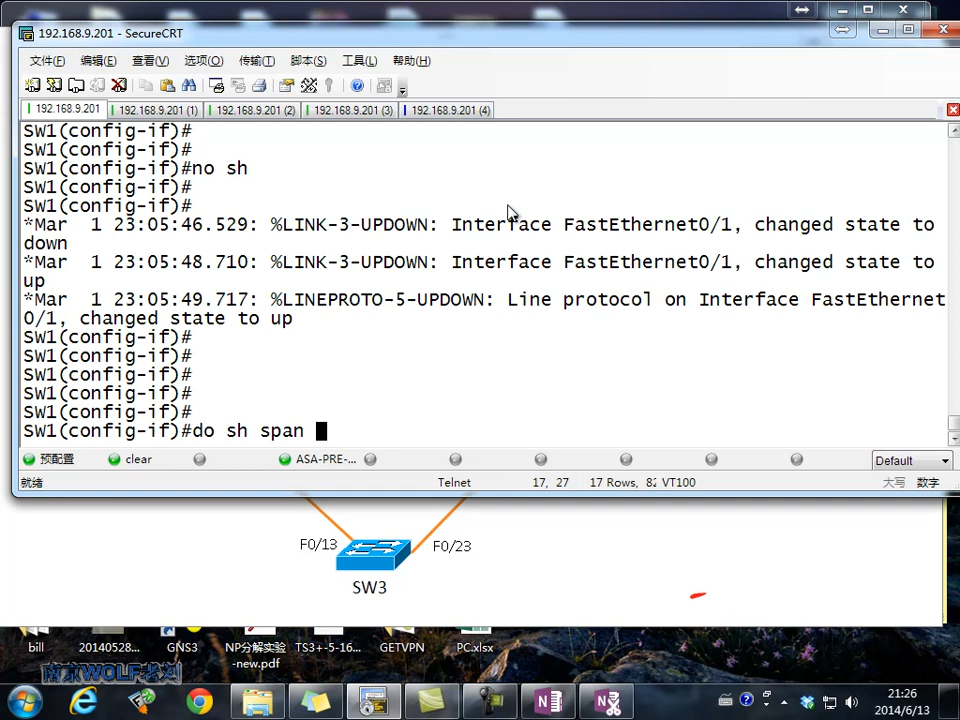 192.168.9.201 - SecureCRT
文件(F) 编辑(E) 查看(V) 选项(O) 传输(T) 脚本(S) 工具(L) 帮助(H)
192.168.9.201 192.168.9.201 (1) 192.168.9.201 (2) 192.168.9.201 (3) 192.168.9.201 (4)
SW1(config-if)#
SW1(config-if)#
SW1(config-if)#no sh
SW1(config-if)#
SW1(config-if)#
*Mar  1 23:05:46.529: %LINK-3-UPDOWN: Interface FastEthernet0/1, changed state to
down
*Mar  1 23:05:48.710: %LINK-3-UPDOWN: Interface FastEthernet0/1, changed state to
up
*Mar  1 23:05:49.717: %LINEPROTO-5-UPDOWN: Line protocol on Interface FastEthernet
0/1, changed state to up
SW1(config-if)#
SW1(config-if)#
SW1(config-if)#
SW1(config-if)#
SW1(config-if)#
SW1(config-if)#do sh span
预配置 clear ASA-PRE-... Default
就绪 Telnet 17, 27 17 Rows, 82 VT100 大写 数字
F0/13 F0/23
SW3
bill 20140528... GNS3 NP分解实验 TS3+-5-16... GETVPN PC.xlsx
-new.pdf
南京WOLF老刘
21:26
2014/6/13